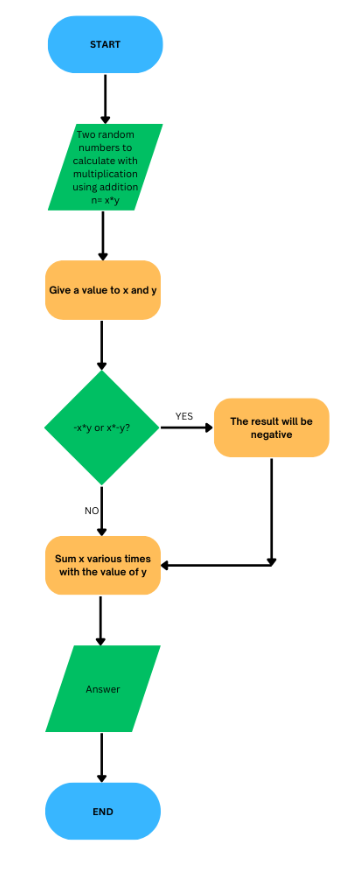 START
Two random
numbers to
calculate with
multiplication
using addition
n= x*y
Give a value to x and y
-x*y or x*-y?
YES
The result will be
negative
NO
Sum x various times
with the value of y
Answer
END